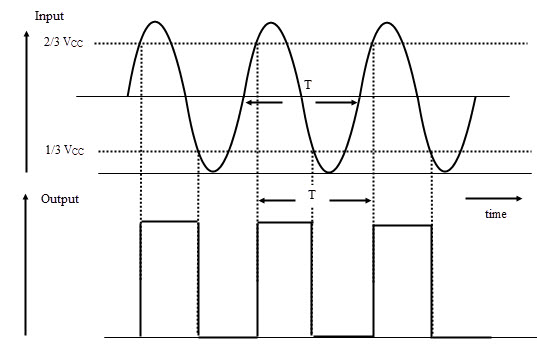 Input
2/3 VCC
T
1/3 VCC
Output
T
time